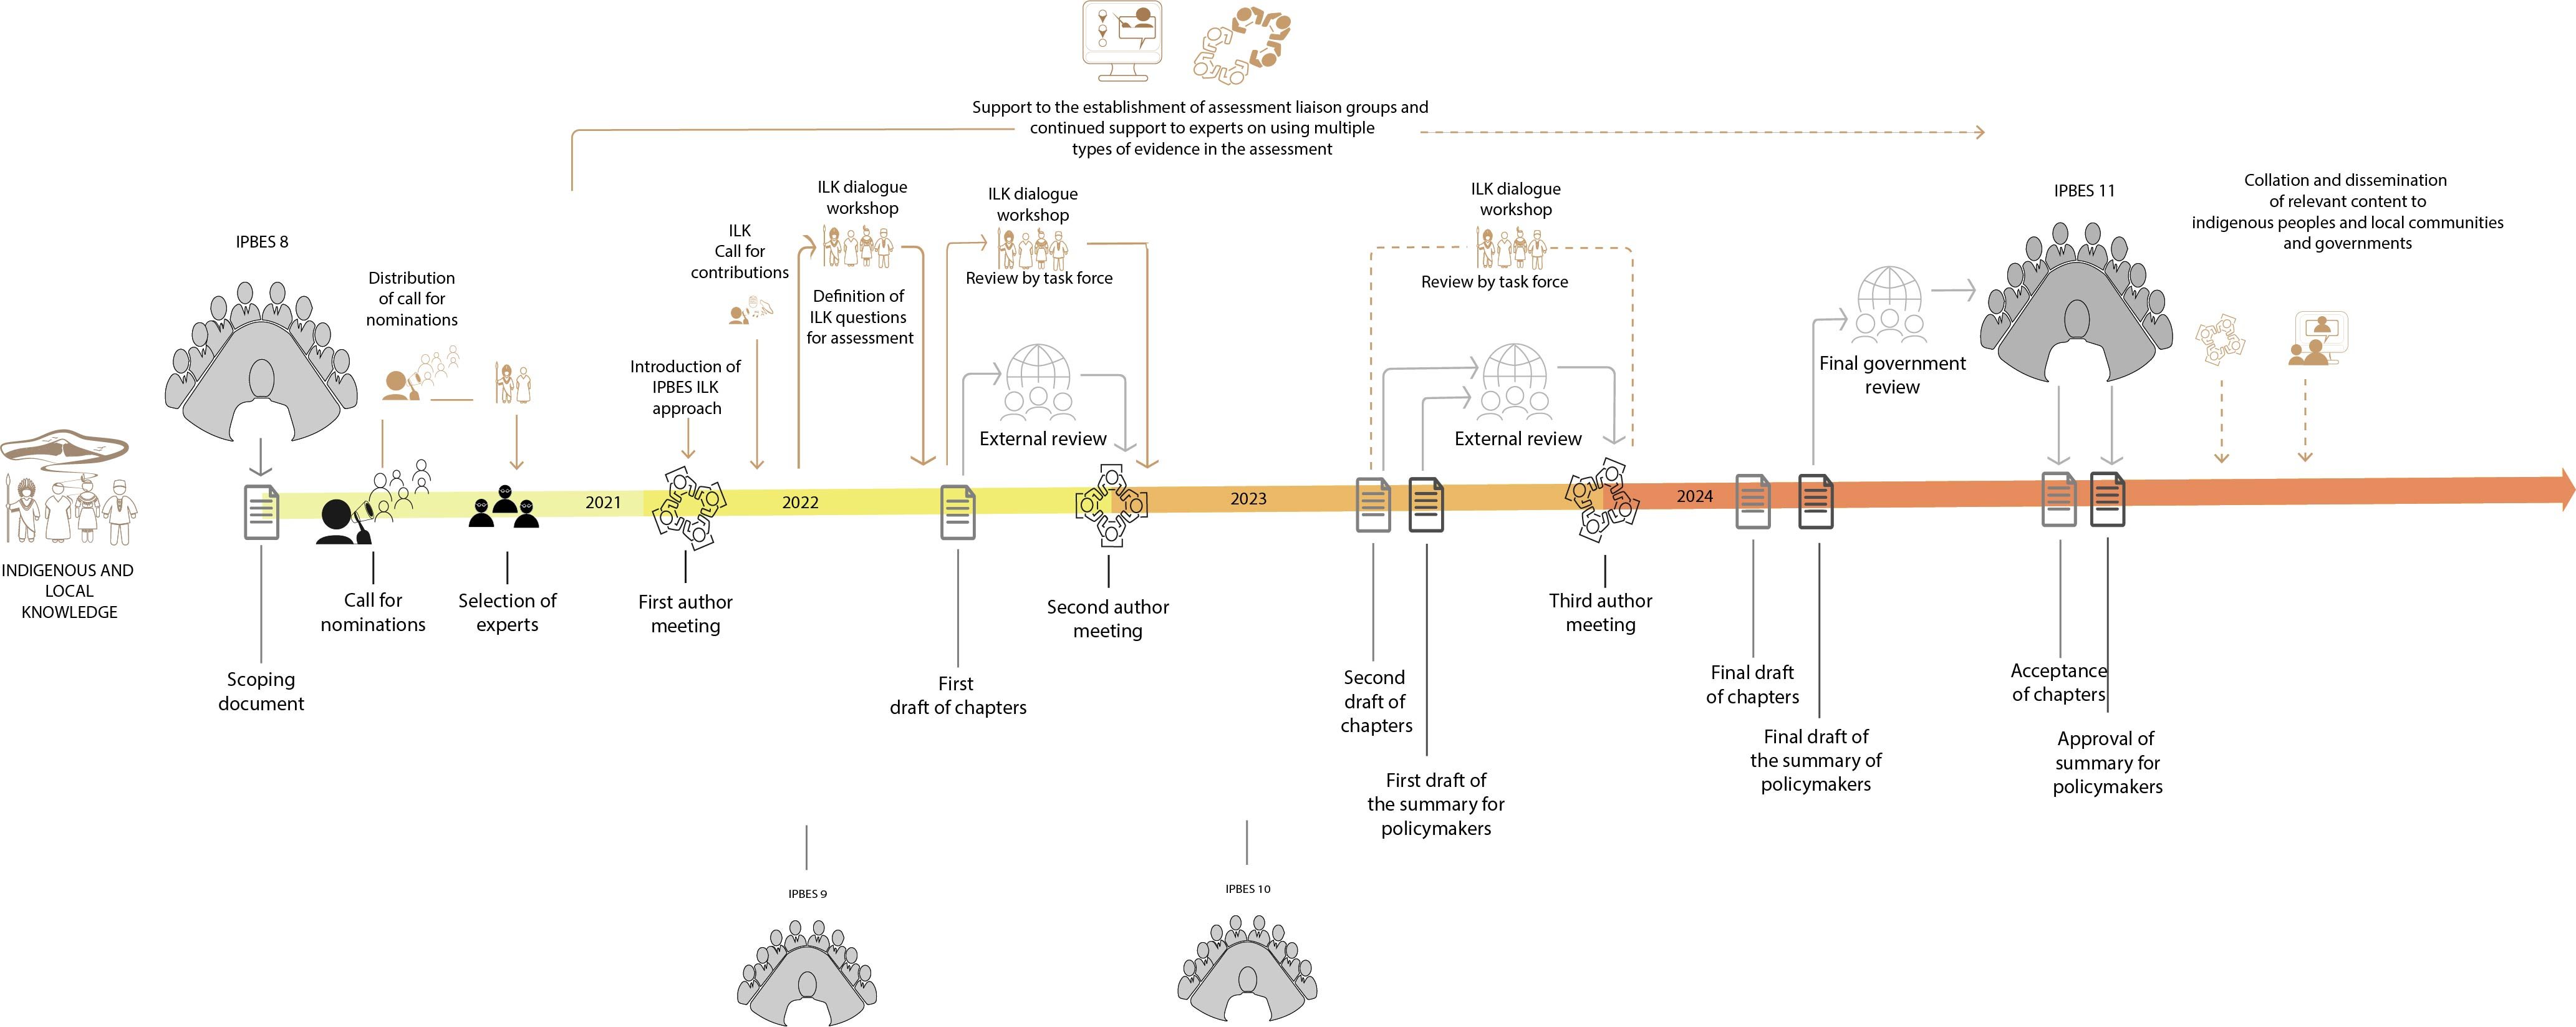 Support to the establishment of assessment liaison groups and
continued support to experts on using multiple
types of evidence in the assessment
IPBES 8
Distribution
of call for
nominations
ILK
Call for
contributions
Introduction of
IPBES ILK
approach
ILK dialogue
workshop
Definition of
ILK questions
for assessment
ILK dialogue
workshop
Review by task force
External review
ILK dialogue
workshop
Review by task force
External review
Final government
review
IPBES 11
Collation and dissemination
of relevant content to
indigenous peoples and local communities
and governments
2021
2022
2023
2024
INDIGENOUS AND
LOCAL
KNOWLEDGE
Scoping
document
Call for
nominations
Selection of
experts
First author
meeting
First
draft of chapters
Second author
meeting
Second
draft of
chapters
First draft of
the summary for
policymakers
Third author
meeting
Final draft
of chapters
Final draft of
the summary of
policymakers
Acceptance
of chapters
Approval of
summary for
policymakers
IPBES 9
IPBES 10